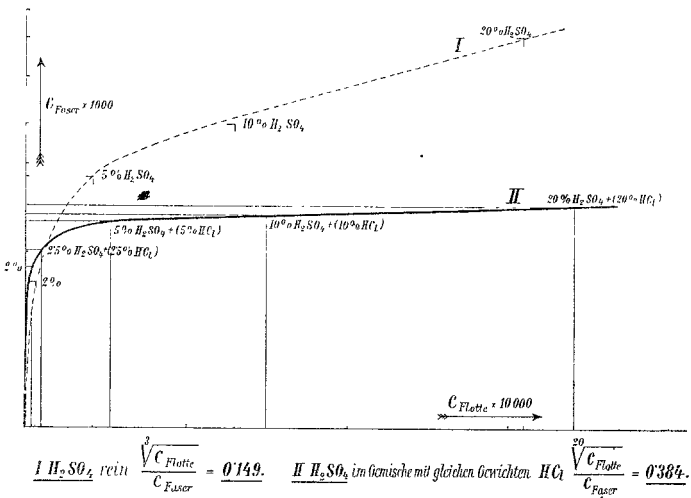 20% H₂SO₄
I
C Faser × 1000
10% H₂SO₄
5% H₂SO₄
II
20% H₂SO₄ + (20% HCl)
5% H₂SO₄ + (5% HCl)
10% H₂SO₄ + (10% HCl)
2·5% H₂SO₄ + (2·5% HCl)
2%
2%
C Flotte × 10000
20
I H₂SO₄ rein ∛C Flotte / C Faser = 0·149. II H₂SO₄ im Gemische mit gleichen Gewichten HCl ∛C Flotte / C Faser = 0·384.